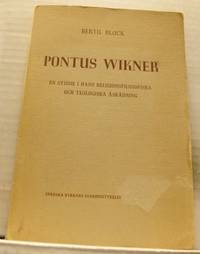 BERTIL BLOCK
PONTUS WIKNER
EN STUDIE I HANS RELIGIONSFILOSOFISKA
OCH TEOLOGISKA ÅSKÅDNING
SVENSKA KYRKANS DIAKONISTYRELSE